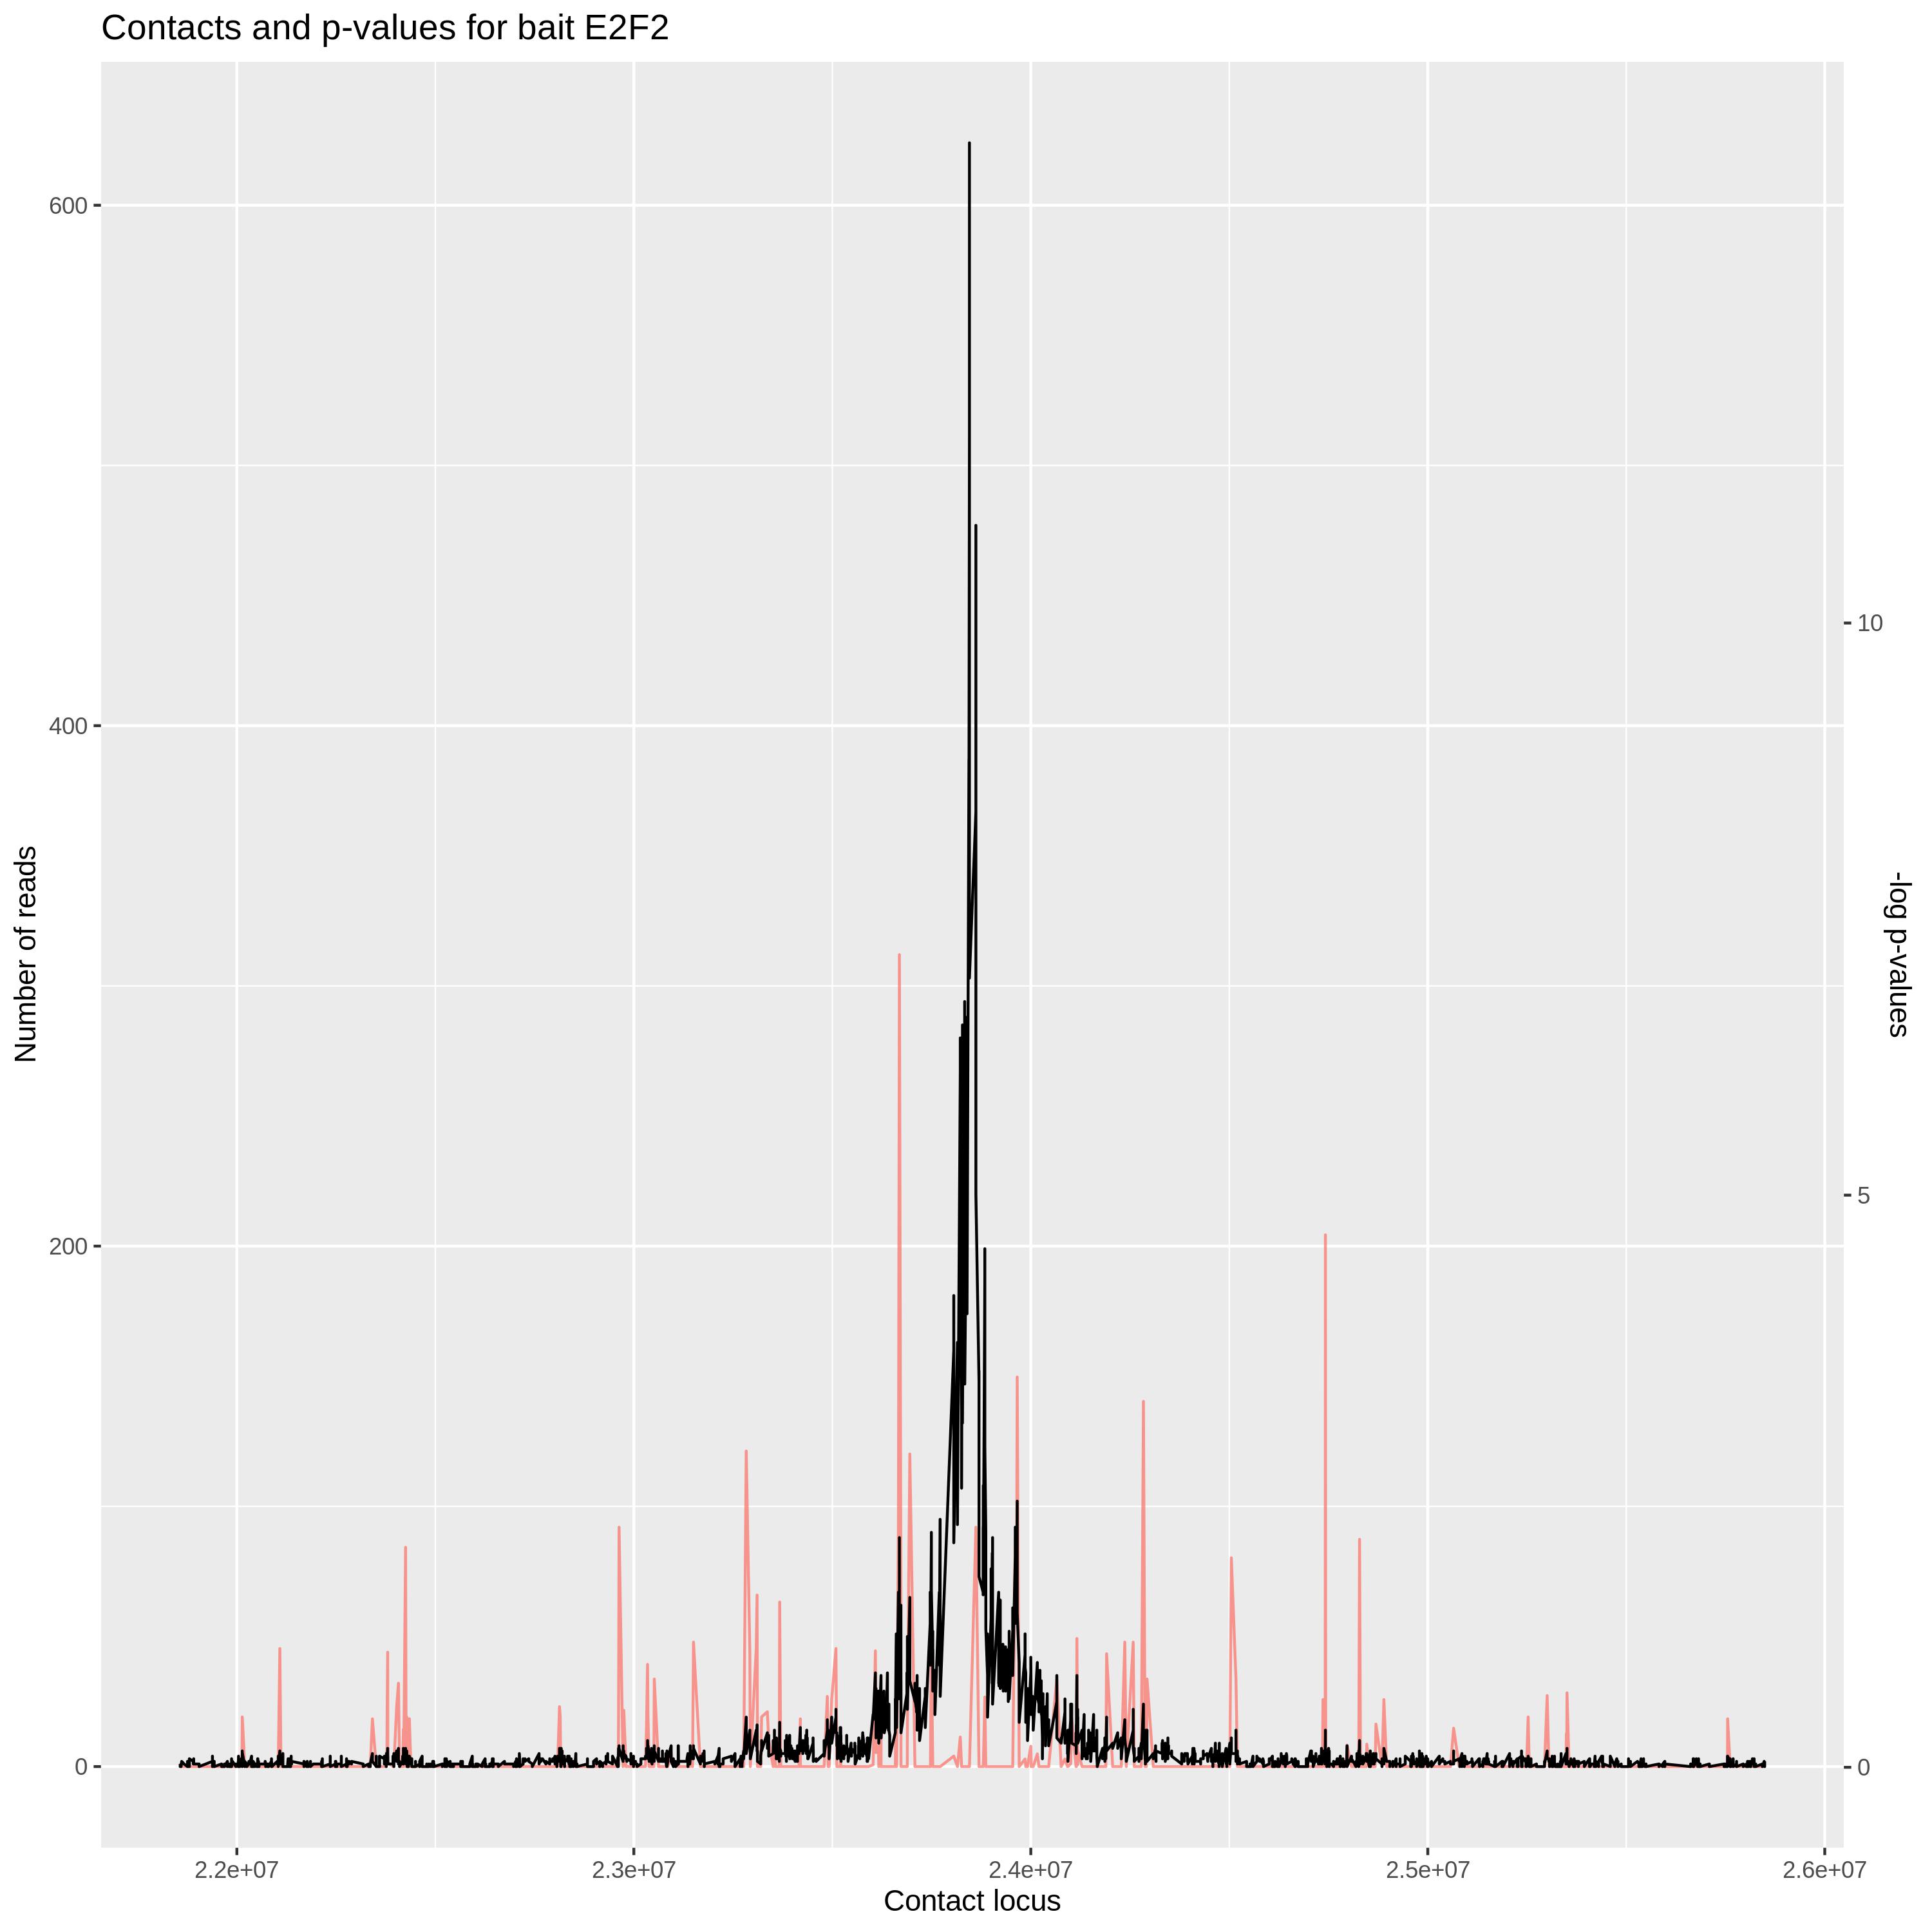 Contacts and p-values for bait E2F2
600
400
200
0
Number of reads
10
5
0
-log p-values
2.2e+07
2.3e+07
2.4e+07
2.5e+07
2.6e+07
Contact locus